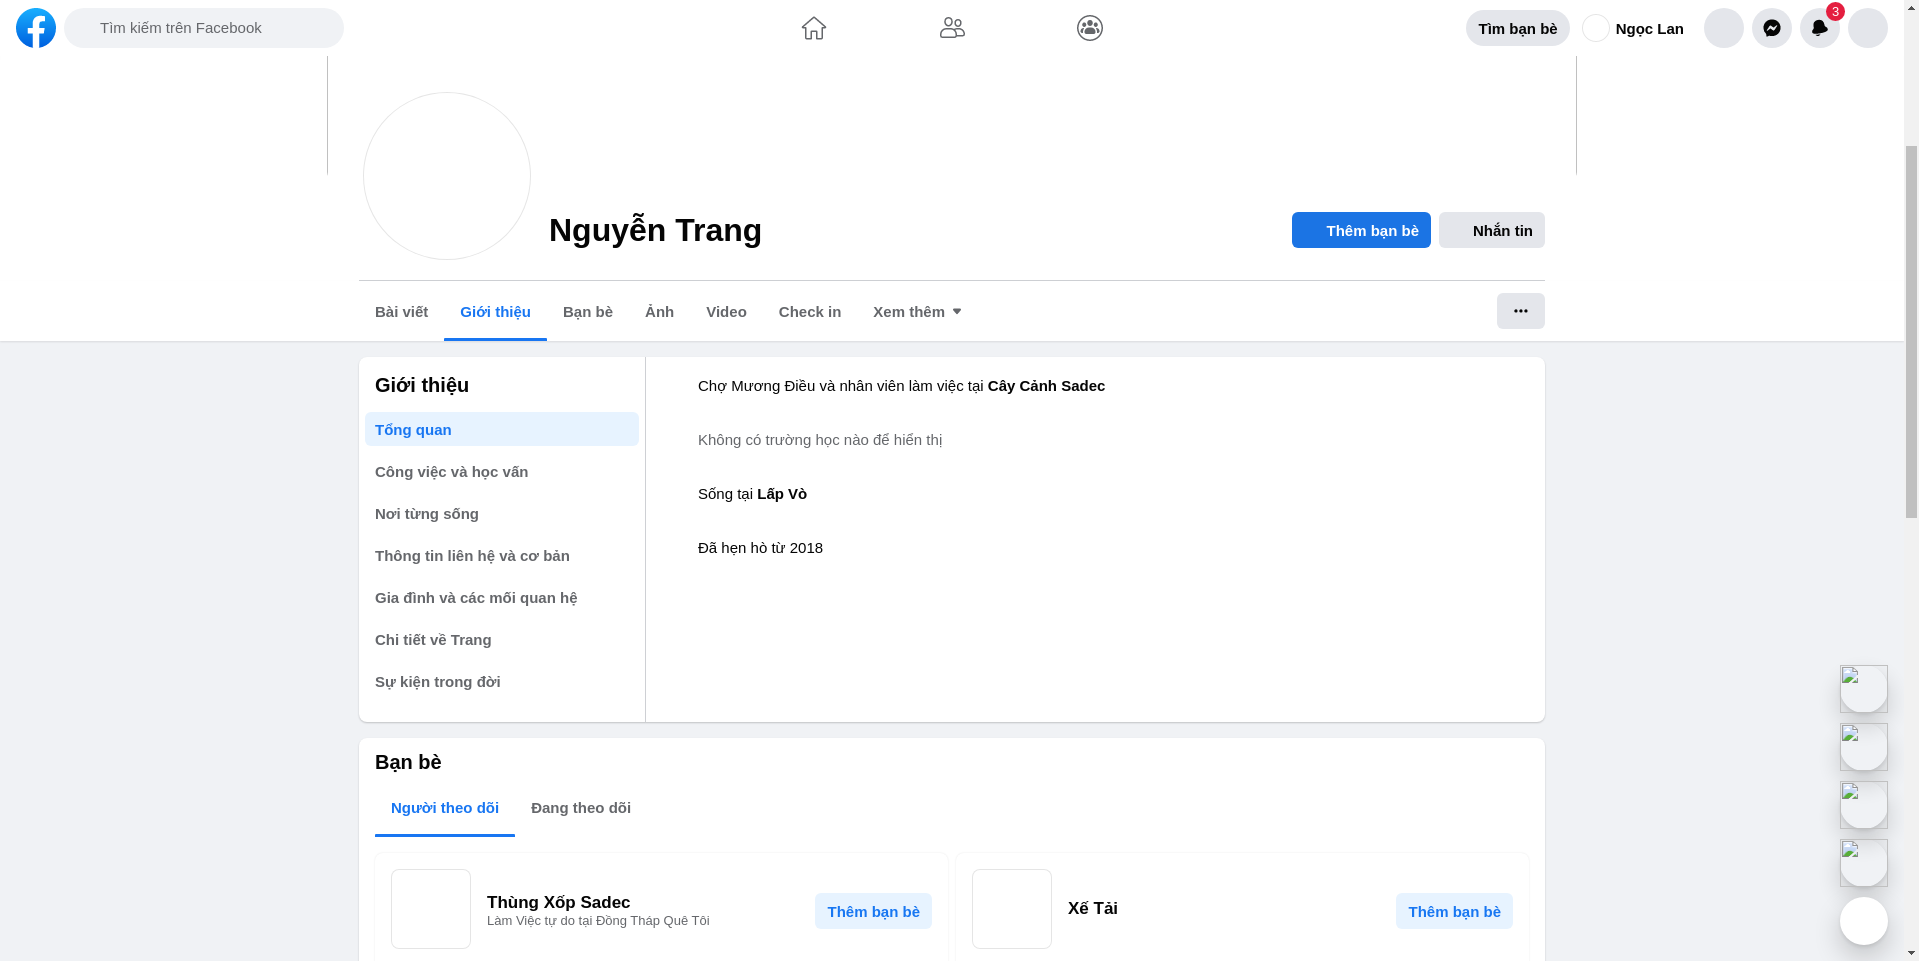 Tìm kiếm trên Facebook
Tìm bạn bè
Ngọc Lan
3
Nguyễn Trang
Thêm bạn bè
Nhắn tin
Bài viết
Giới thiệu
Bạn bè
Ảnh
Video
Check in
Xem thêm
Giới thiệu
Tổng quan
Công việc và học vấn
Nơi từng sống
Thông tin liên hệ và cơ bản
Gia đình và các mối quan hệ
Chi tiết về Trang
Sự kiện trong đời
Chợ Mương Điều và nhân viên làm việc tại Cây Cảnh Sadec
Không có trường học nào để hiển thị
Sống tại Lấp Vò
Đã hẹn hò từ 2018
Bạn bè
Người theo dõi
Đang theo dõi
Thùng Xốp Sadec
Làm Việc tự do tại Đồng Tháp Quê Tôi
Thêm bạn bè
Xế Tải
Thêm bạn bè